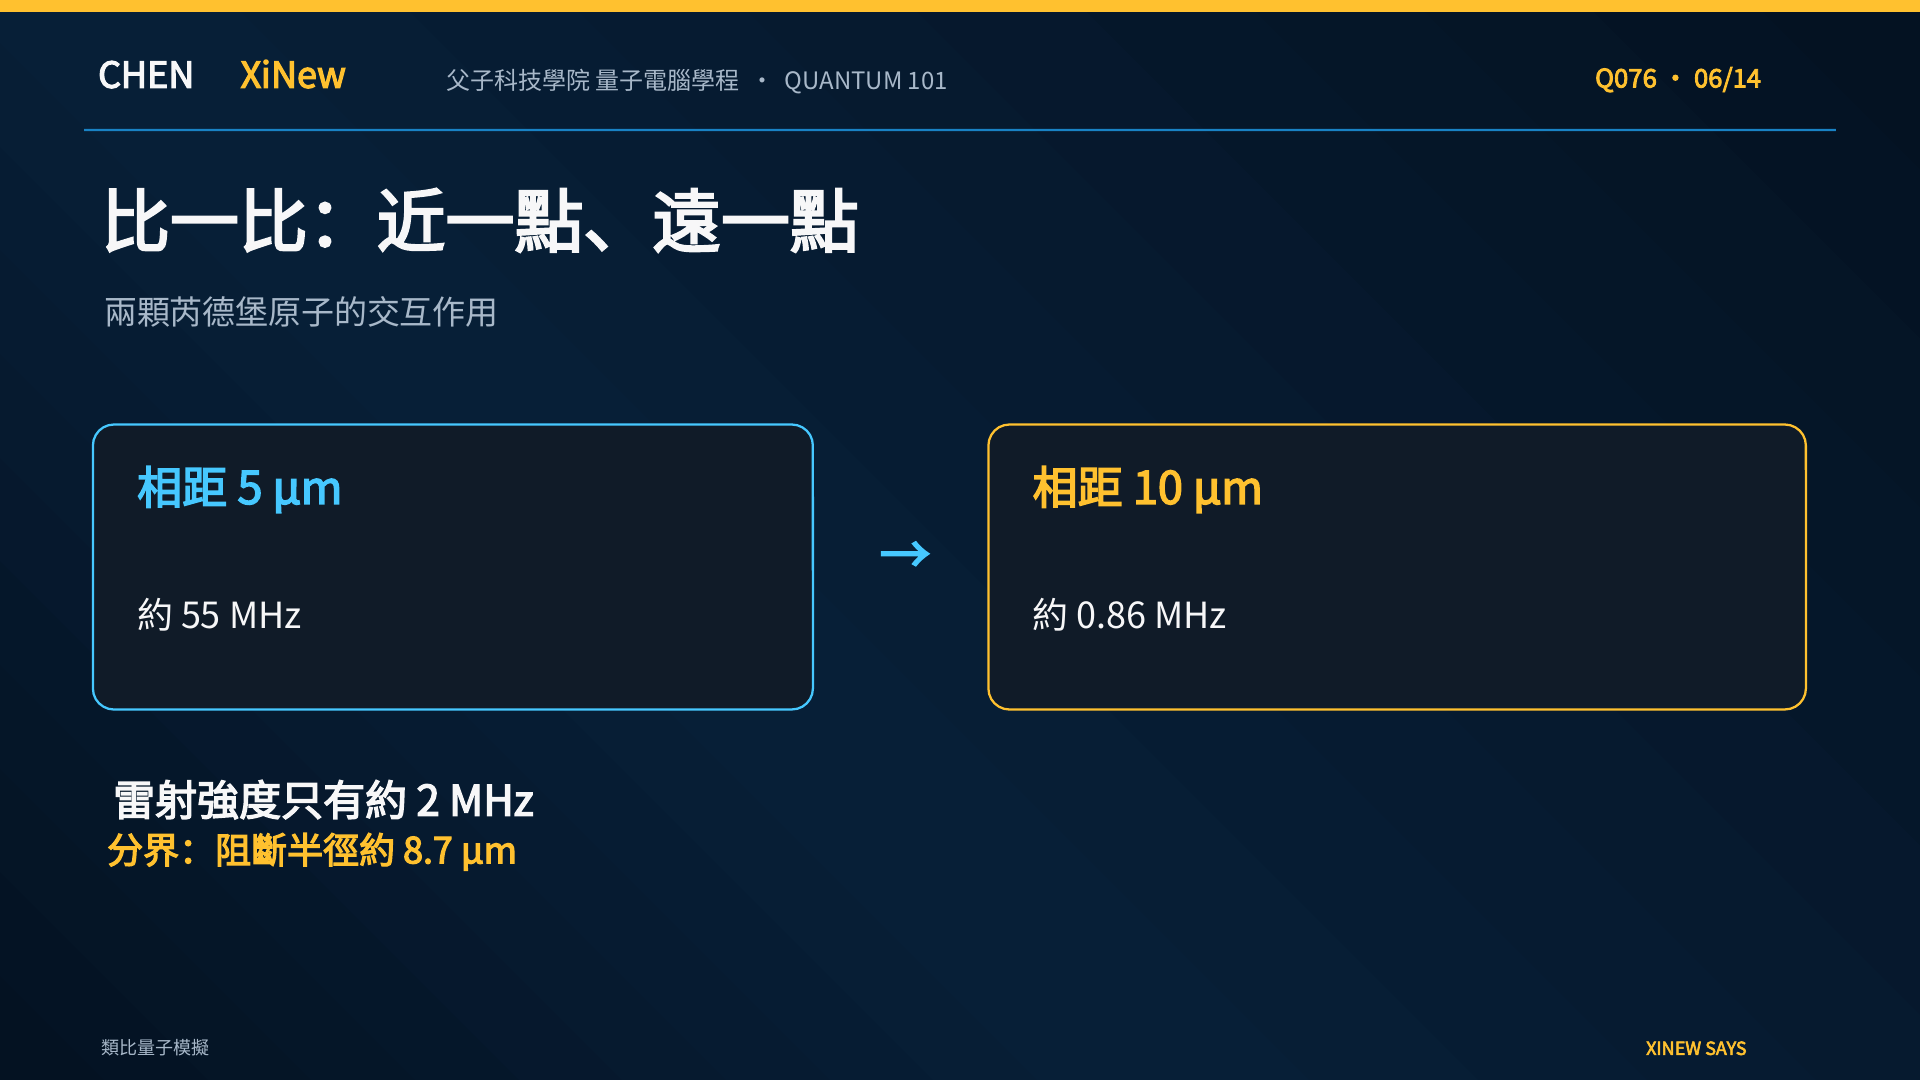 CHEN XiNew 父子科技學院 量子電腦學程 • QUANTUM 101 Q076 • 06/14
比一比：近一點、遠一點
兩顆芮德堡原子的交互作用
相距 5 μm
約 55 MHz
→
相距 10 μm
約 0.86 MHz
雷射強度只有約 2 MHz
分界：阻斷半徑約 8.7 μm
類比量子模擬 XINEW SAYS